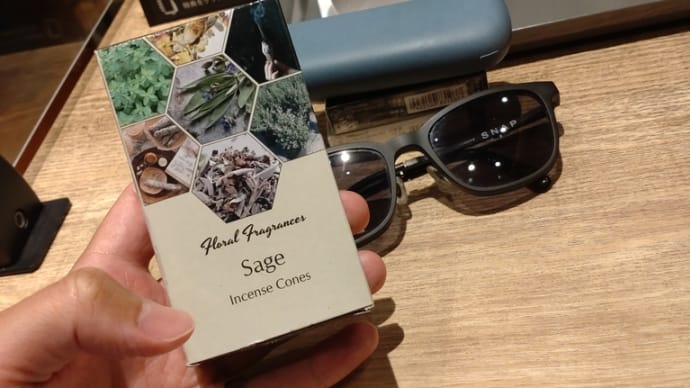 Floral Fragrances
Sage
Incense Cones
SNAP